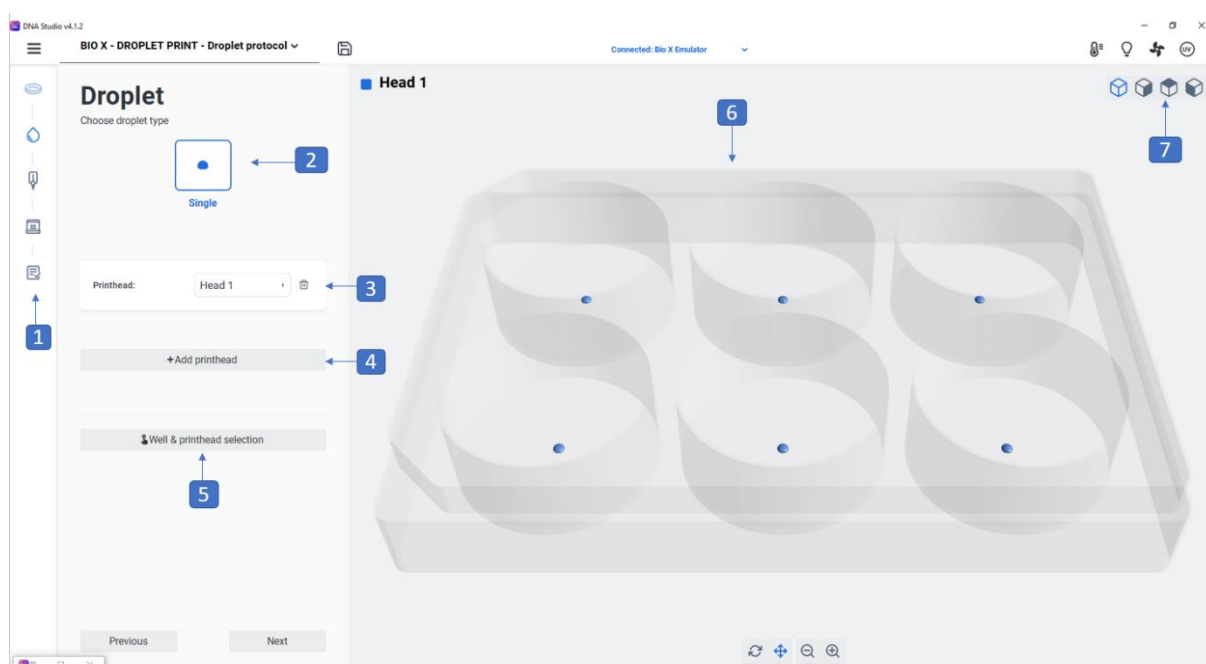 DNA Studio v4.1.2
BIO X - DROPLET PRINT - Droplet protocol
Connected: Bio X Emulator
UV
Droplet
Choose droplet type
Single
2
Head 1
6
7
Printhead:
Head 1
3
1
+Add printhead
4
Well & printhead selection
5
Previous
Next